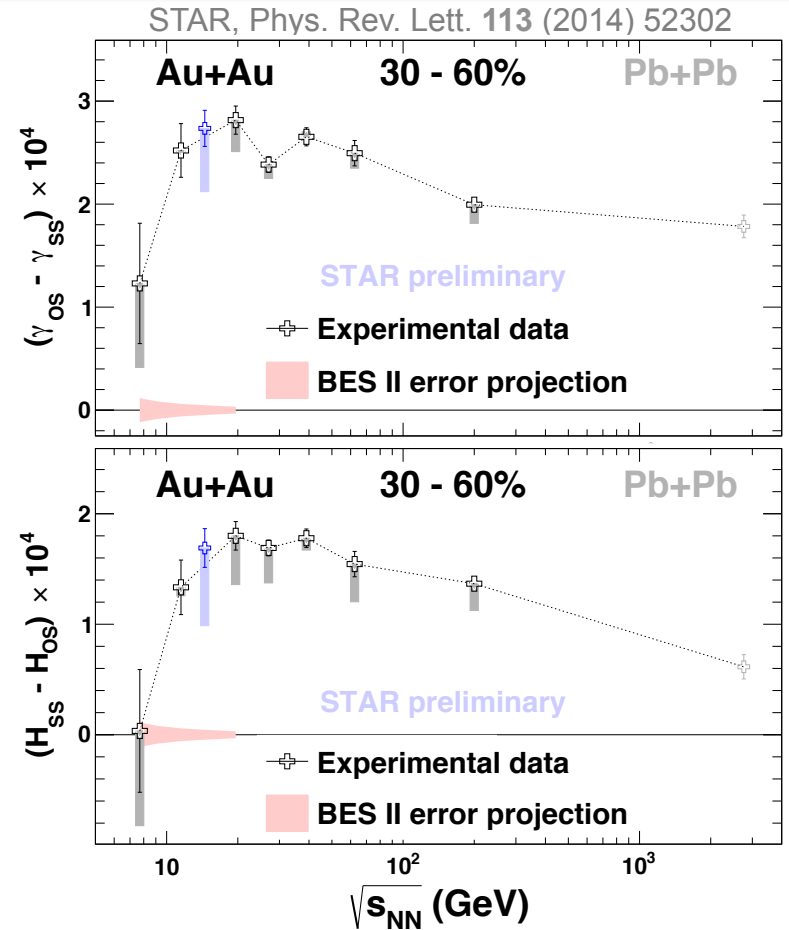 STAR, Phys. Rev. Lett. 113 (2014) 52302
Au+Au 30 - 60% Pb+Pb
3
2
1
0
(γOS - γSS) × 10⁴
STAR preliminary
Experimental data
BES II error projection
Au+Au 30 - 60% Pb+Pb
2
1
0
(HSS - HOS) × 10⁴
STAR preliminary
Experimental data
BES II error projection
10 10² 10³
√sNN (GeV)